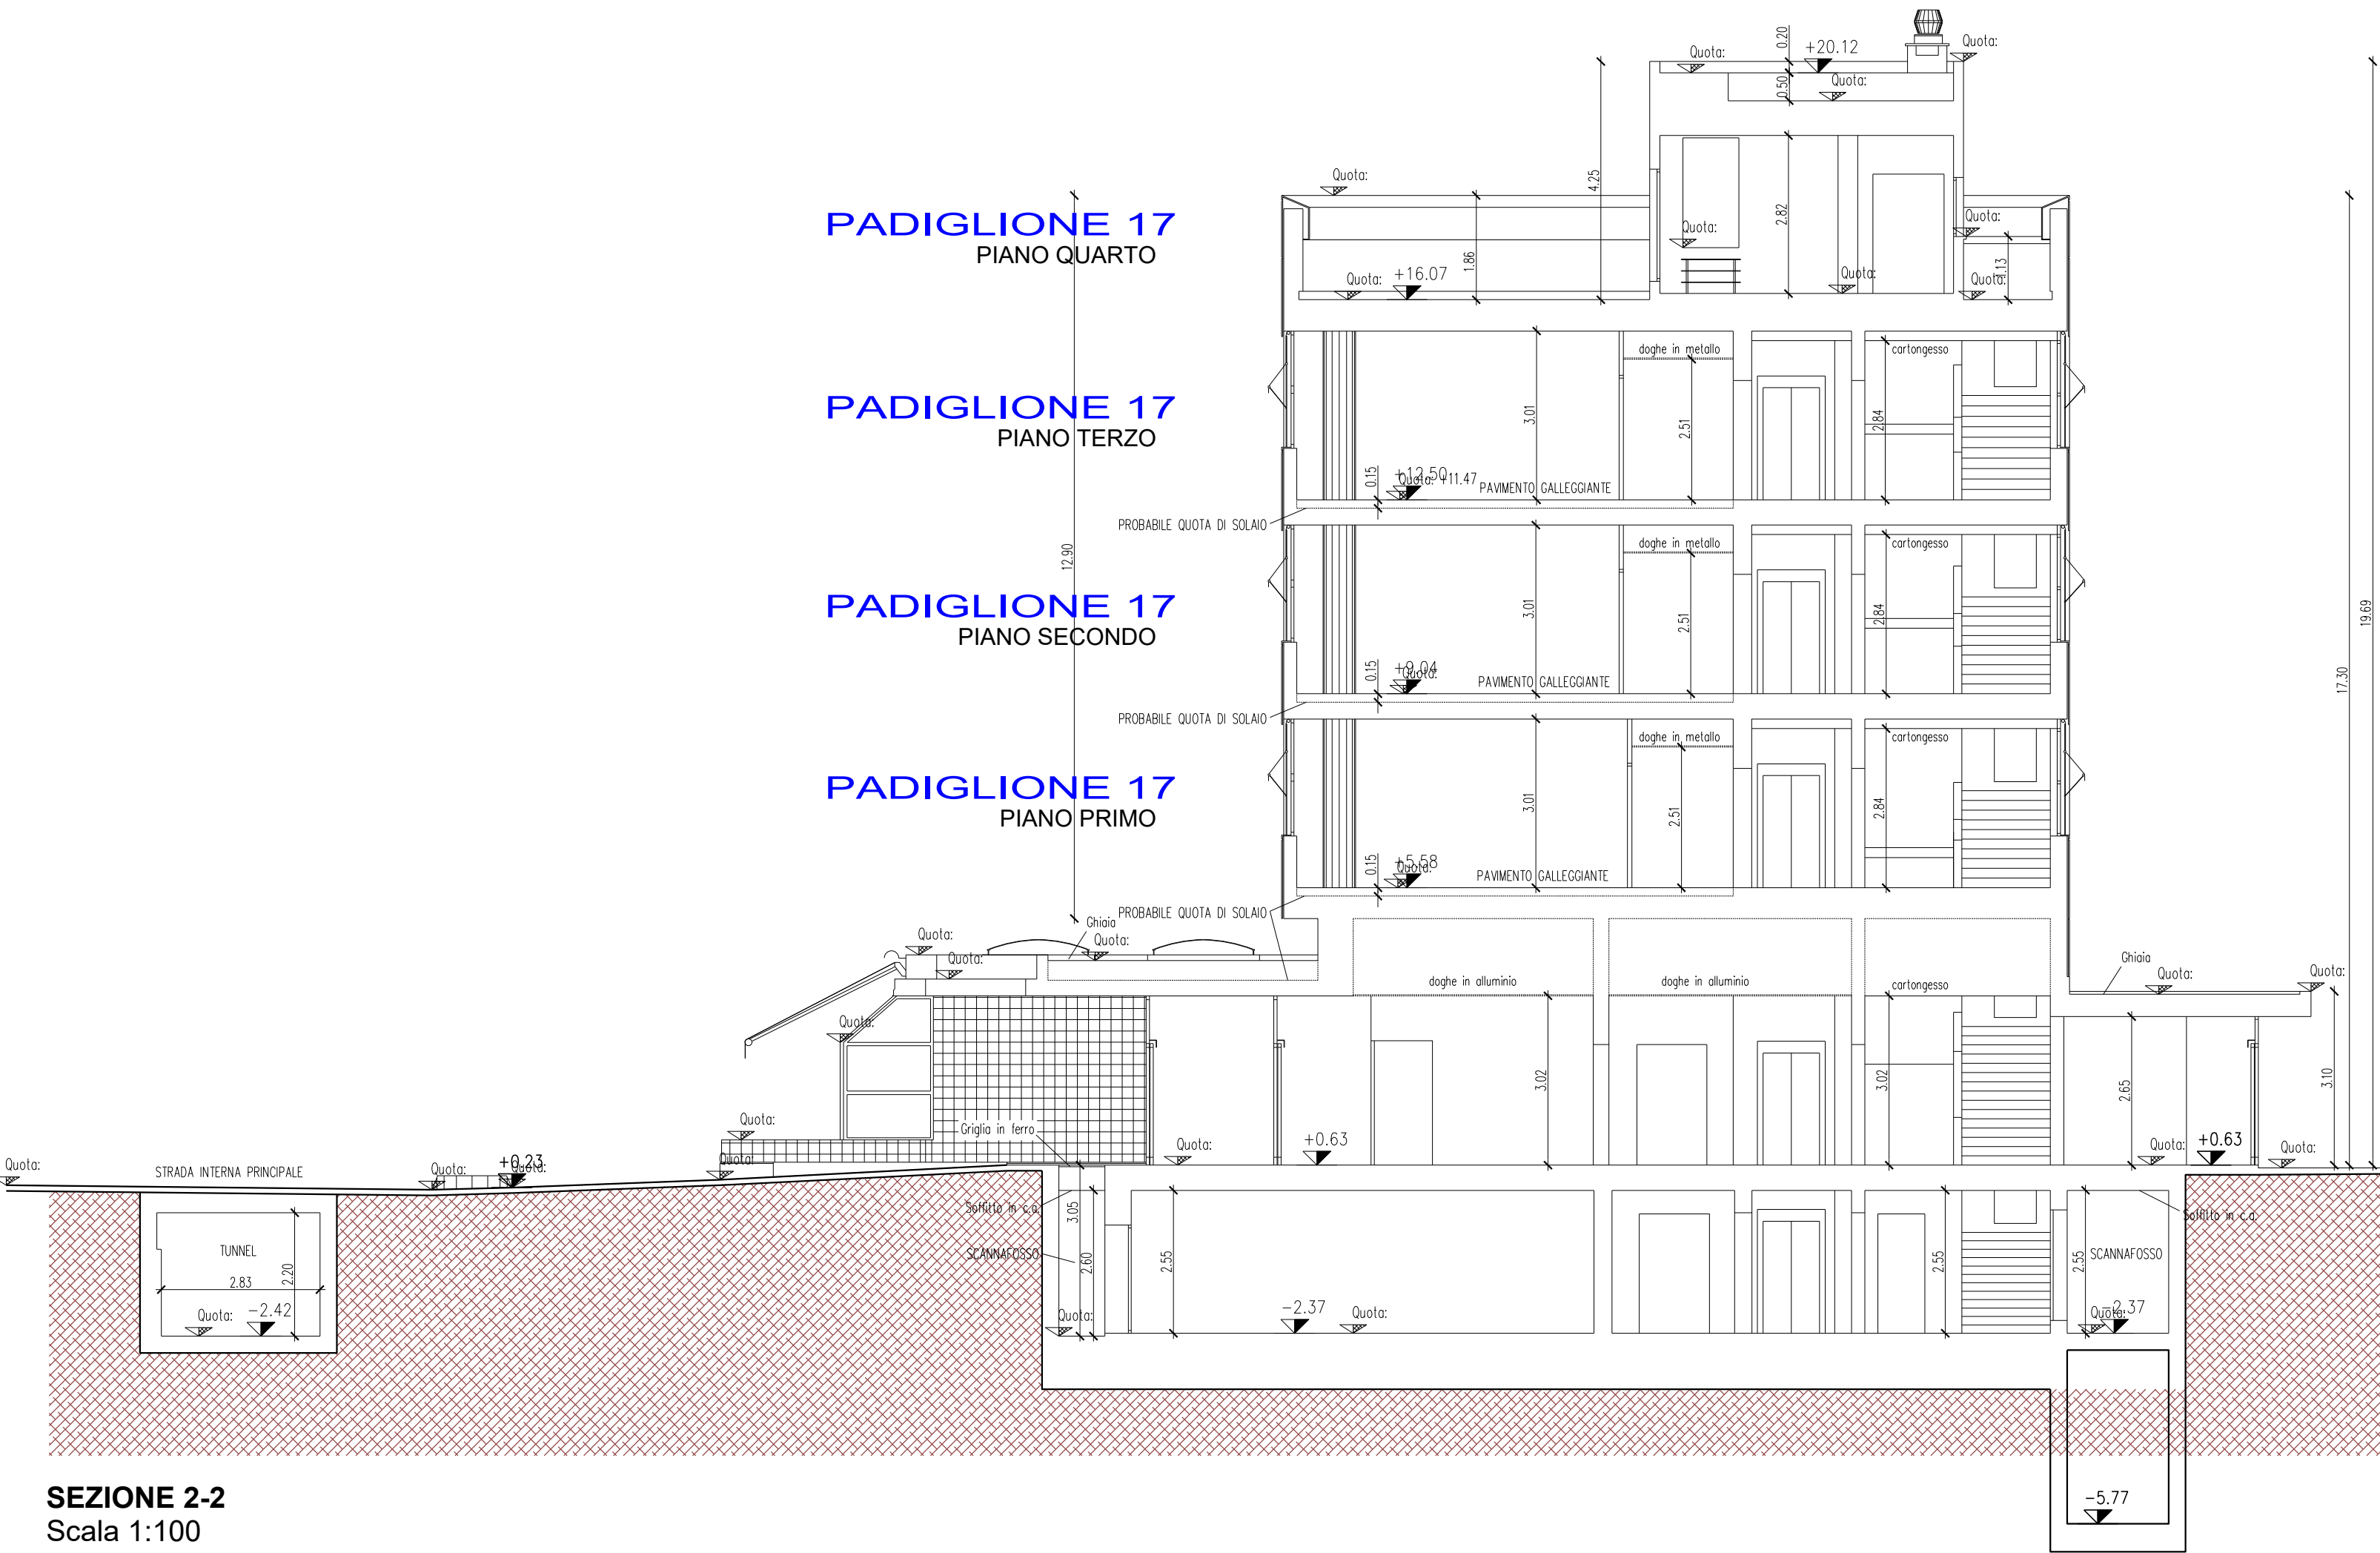 Quota:
0.20
+20.12
Quota:
0.50
Quota:
4.25
Quota:
2.82
Quota:
Quota:
PADIGLIONE 17
PIANO QUARTO
1.86
Quota:
+16.07
Quota:
Quota:
1.13
doghe in metallo
cartongesso
PADIGLIONE 17
PIANO TERZO
3.01
2.51
2.84
0.15
+12.50
Quota: +11.47
PAVIMENTO GALLEGGIANTE
PROBABILE QUOTA DI SOLAIO
12.90
doghe in metallo
cartongesso
PADIGLIONE 17
PIANO SECONDO
3.01
2.51
2.84
19.69
17.30
0.15
+9.04
Quota:
PAVIMENTO GALLEGGIANTE
PROBABILE QUOTA DI SOLAIO
doghe in metallo
cartongesso
PADIGLIONE 17
PIANO PRIMO
3.01
2.51
2.84
0.15
+5.58
Quota:
PAVIMENTO GALLEGGIANTE
PROBABILE QUOTA DI SOLAIO
Ghiaia
Quota:
Quota:
Quota:
doghe in alluminio
doghe in alluminio
cartongesso
Ghiaia
Quota:
Quota:
Quota:
3.02
3.02
2.65
3.10
Quota:
Griglia in ferro
Quota:
+0.63
Quota:
+0.63
Quota:
Quota:
STRADA INTERNA PRINCIPALE
Quota:
+0.23
Quota:
Quota:
Soffitto in c.a.
3.05
Soffitto in c.a.
TUNNEL
2.83
2.20
SCANNAFOSSO
2.60
2.55
2.55
2.55
SCANNAFOSSO
Quota:
-2.42
Quota:
-2.37
Quota:
Quota:
-2.37
-5.77
SEZIONE 2-2
Scala 1:100